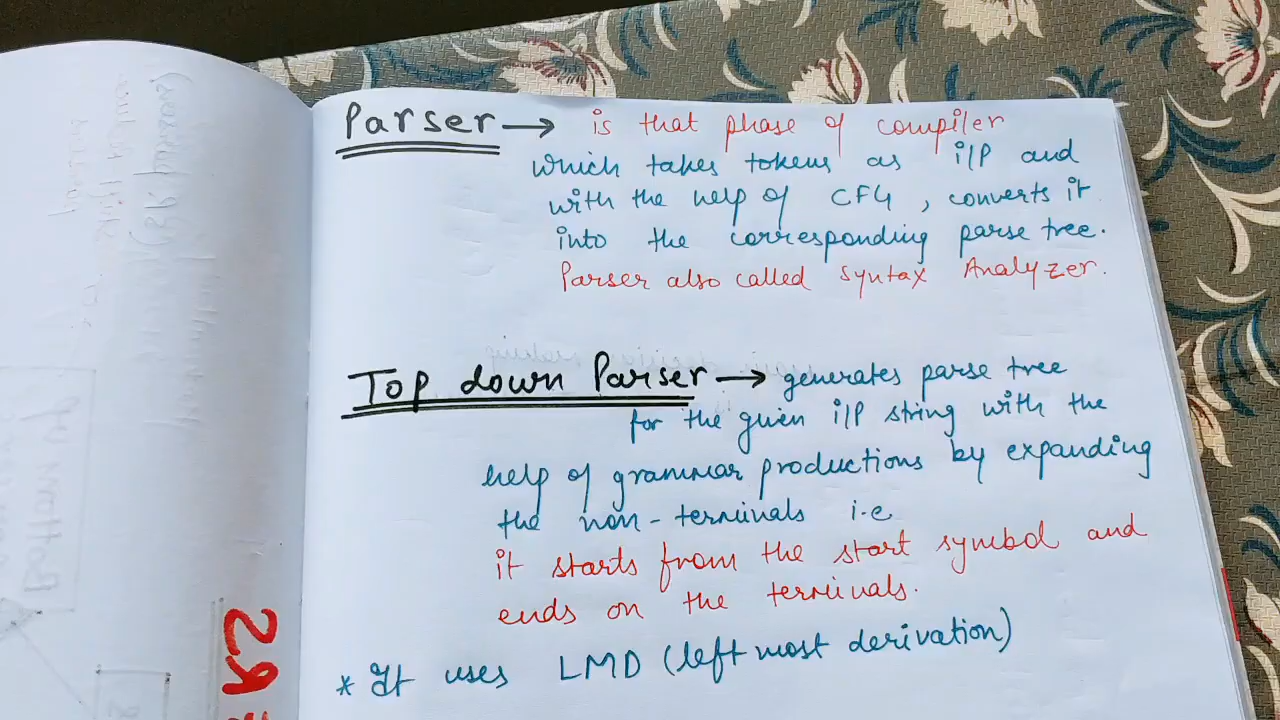 Parser → is that phase of compiler
which takes tokens as i/P and
with the help of CFG, converts it
into the corresponding parse tree.
Parser also called Syntax Analyzer.
Top down Parser → generates parse tree
for the given i/P string with the
help of grammar productions by expanding
the non-terminals i.e
it starts from the start symbol and
ends on the terminals.
* It uses LMD (left most derivation)